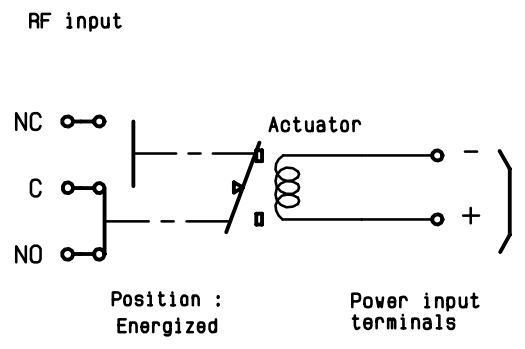 RF input
NC
Actuator
−
C
+
NO
Position :
Energized
Power input
terminals